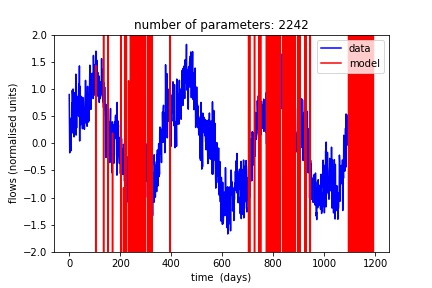 number of parameters: 2242
2.0
1.5
1.0
0.5
0.0
−0.5
−1.0
−1.5
−2.0
flows (normalised units)
data
model
0 200 400 600 800 1000 1200
time (days)